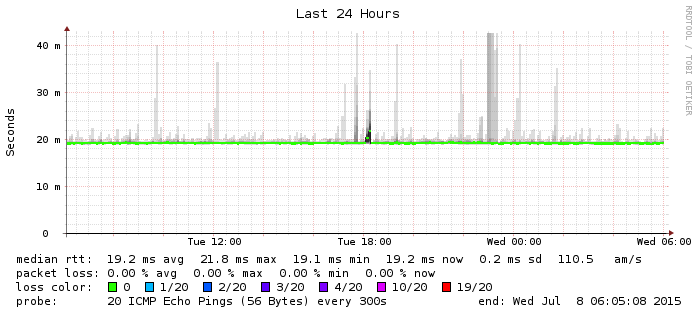 Last 24 Hours
RRDTOOL / TOBI OETIKER
Seconds
40 m
30 m
20 m
10 m
0
Tue 12:00 Tue 18:00 Wed 00:00 Wed 06:00
median rtt: 19.2 ms avg 21.8 ms max 19.1 ms min 19.2 ms now 0.2 ms sd 110.5 am/s
packet loss: 0.00 % avg 0.00 % max 0.00 % min 0.00 % now
loss color: 0 1/20 2/20 3/20 4/20 10/20 19/20
probe: 20 ICMP Echo Pings (56 Bytes) every 300s end: Wed Jul 8 06:05:08 2015